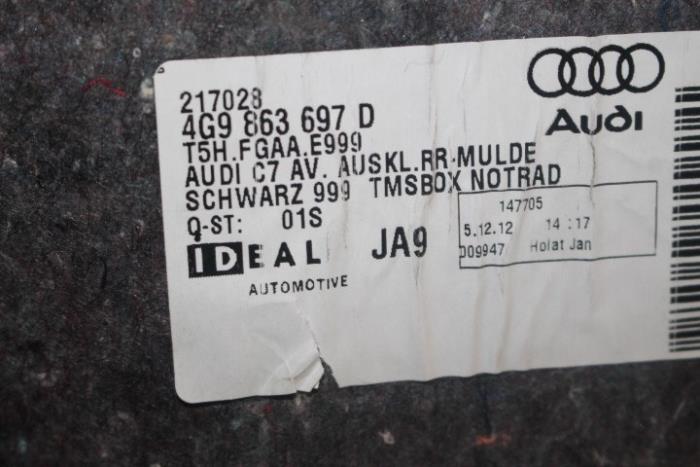 217028
4G9 863 697 D
T5H.FGAA.E999
AUDI C7 AV. AUSKL.RR-MULDE
SCHWARZ 999 TMSBOX NOTRAD
Q-ST: 01S
IDEAL
AUTOMOTIVE
JA9
147705
5.12.12 14:17
D09947 Holat Jan
Audi